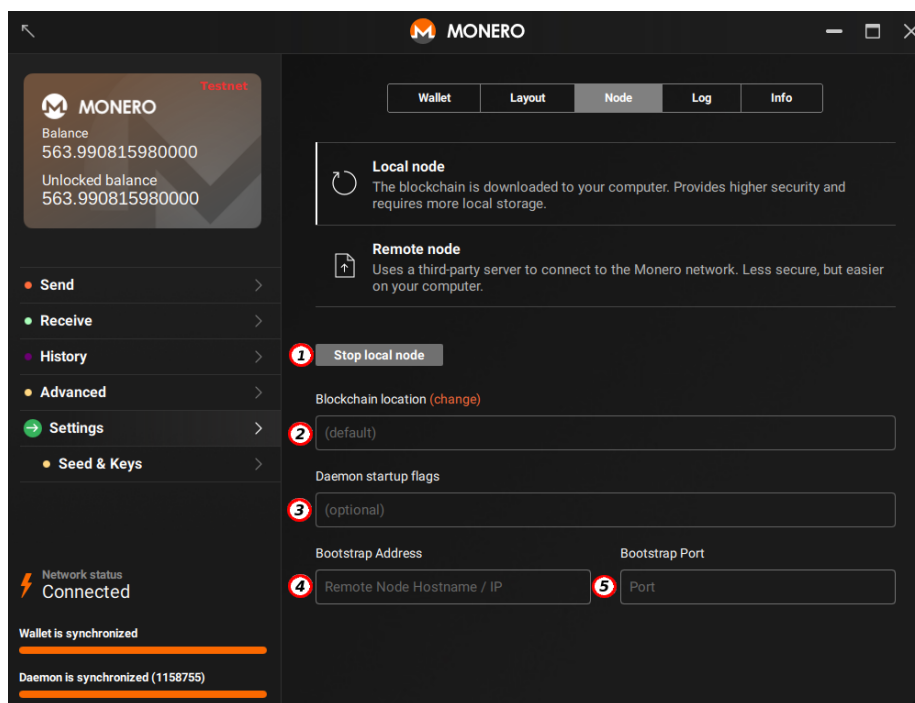 MONERO
Testnet
MONERO
Balance
563.990815980000
Unlocked balance
563.990815980000
Send
Receive
History
Advanced
Settings
Seed & Keys
Network status
Connected
Wallet is synchronized
Daemon is synchronized (1158755)
Wallet Layout Node Log Info
Local node
The blockchain is downloaded to your computer. Provides higher security and
requires more local storage.
Remote node
Uses a third-party server to connect to the Monero network. Less secure, but easier
on your computer.
1 Stop local node
Blockchain location (change)
2 (default)
Daemon startup flags
3 (optional)
Bootstrap Address Bootstrap Port
4 Remote Node Hostname / IP 5 Port